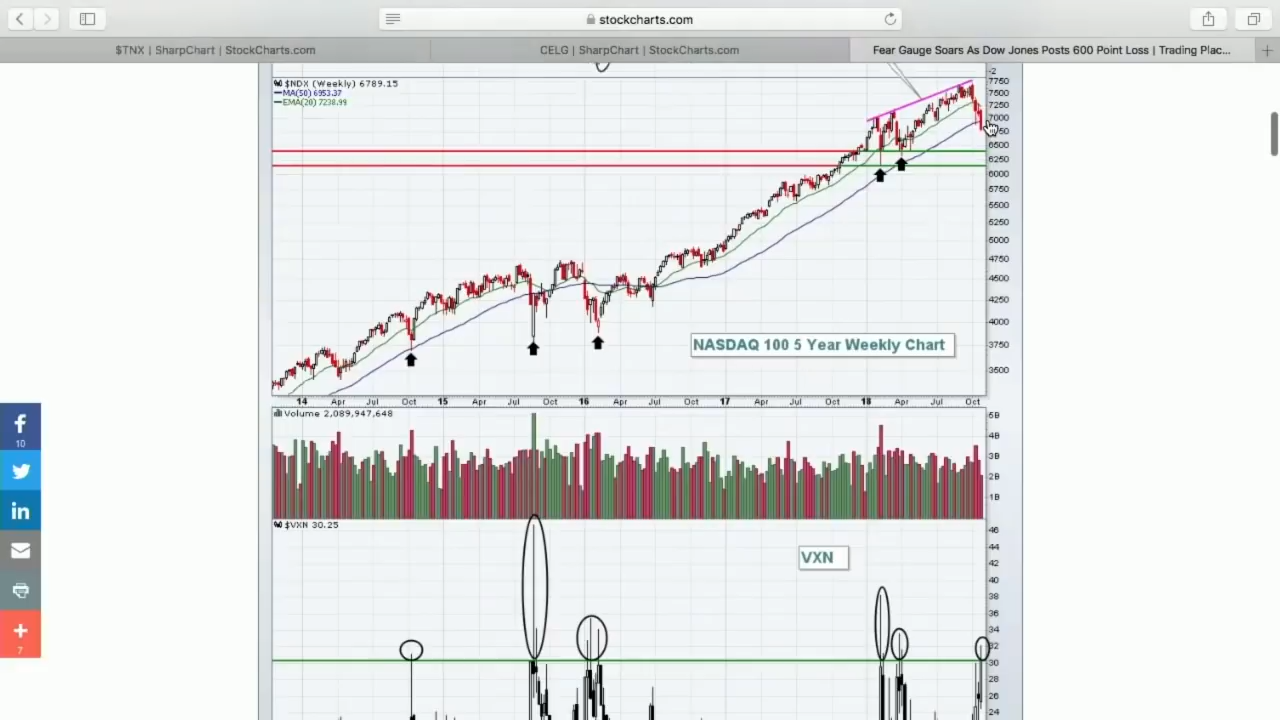 stockcharts.com
$TNX | SharpChart | StockCharts.com
CELG | SharpChart | StockCharts.com
Fear Gauge Soars As Dow Jones Posts 600 Point Loss | Trading Plac...
-2
$NDX (Weekly) 6789.15
MA(50) 6953.37
EMA(20) 7238.99
7750
7500
7250
7000
6500
6250
6000
5750
5500
5250
5000
4750
4500
4250
4000
3750
3500
NASDAQ 100 5 Year Weekly Chart
14 Apr Jul Oct 15 Apr Jul Oct 16 Apr Jul Oct 17 Apr Jul Oct 18 Apr Jul Oct
Volume 2,089,947,648
5B
4B
3B
2B
1B
$VXN 30.25
VXN
46
44
42
40
38
36
34
32
30
28
26
24
10
7